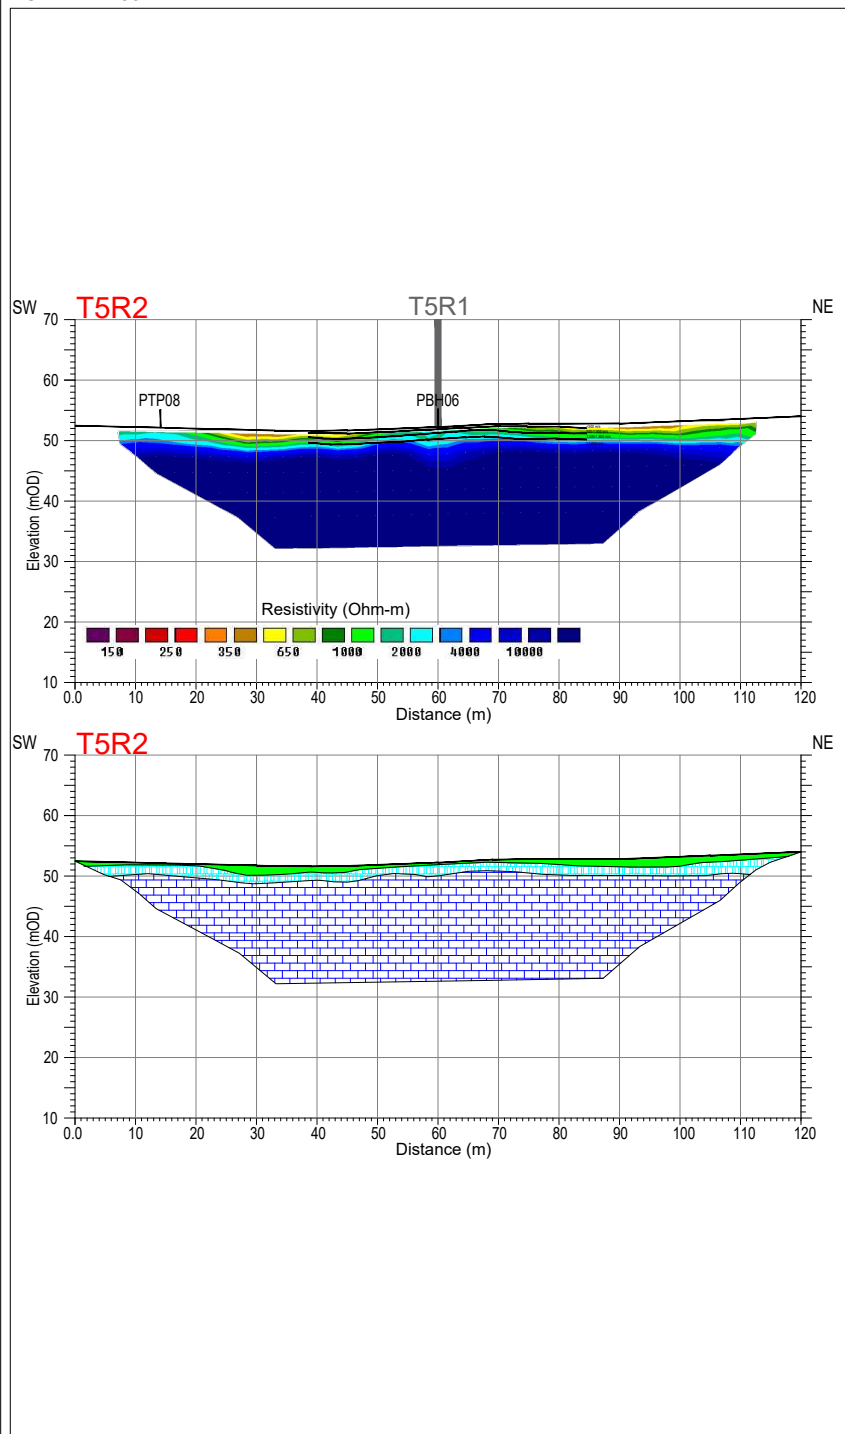 SW T5R2 T5R1 NE
70
60
PTP08 PBH06
50
40
30
20
10
Elevation (mOD)
Resistivity (Ohm-m)
150 250 350 650 1000 2000 4000 10000
0.0 10 20 30 40 50 60 70 80 90 100 110 120
Distance (m)
SW T5R2 NE
70
60
50
40
30
20
10
Elevation (mOD)
0.0 10 20 30 40 50 60 70 80 90 100 110 120
Distance (m)